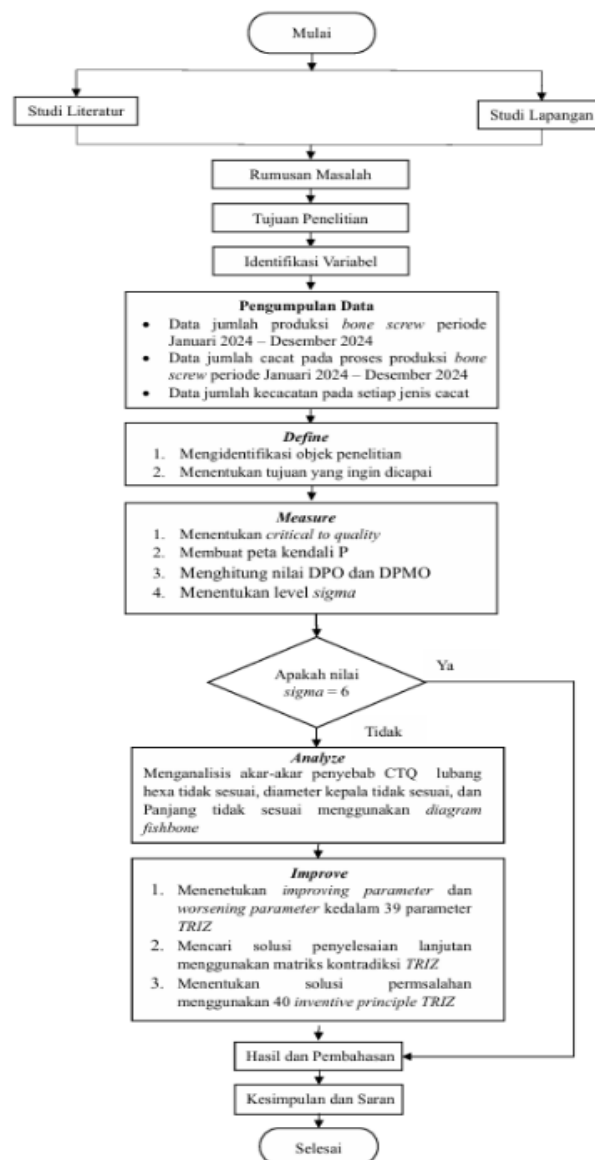 Mulai
Studi Literatur
Studi Lapangan
Rumusan Masalah
Tujuan Penelitian
Identifikasi Variabel
Pengumpulan Data
• Data jumlah produksi bone screw periode
Januari 2024 – Desember 2024
• Data jumlah cacat pada proses produksi bone
screw periode Januari 2024 – Desember 2024
• Data jumlah kecacatan pada setiap jenis cacat
Define
1. Mengidentifikasi objek penelitian
2. Menentukan tujuan yang ingin dicapai
Measure
1. Menentukan critical to quality
2. Membuat peta kendali P
3. Menghitung nilai DPO dan DPMO
4. Menentukan level sigma
Apakah nilai
sigma = 6
Ya
Tidak
Analyze
Menganalisis akar-akar penyebab CTQ lubang
hexa tidak sesuai, diameter kepala tidak sesuai, dan
Panjang tidak sesuai menggunakan diagram
fishbone
Improve
1. Menenetukan improving parameter dan
worsening parameter kedalam 39 parameter
TRIZ
2. Mencari solusi penyelesaian lanjutan
menggunakan matriks kontradiksi TRIZ
3. Menentukan solusi permsalahan
menggunakan 40 inventive principle TRIZ
Hasil dan Pembahasan
Kesimpulan dan Saran
Selesai